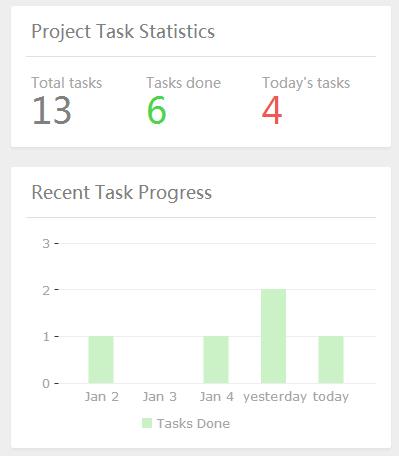 Project Task Statistics
Total tasks Tasks done Today's tasks
13 6 4
Recent Task Progress
3
2
1
0
Jan 2 Jan 3 Jan 4 yesterday today
Tasks Done